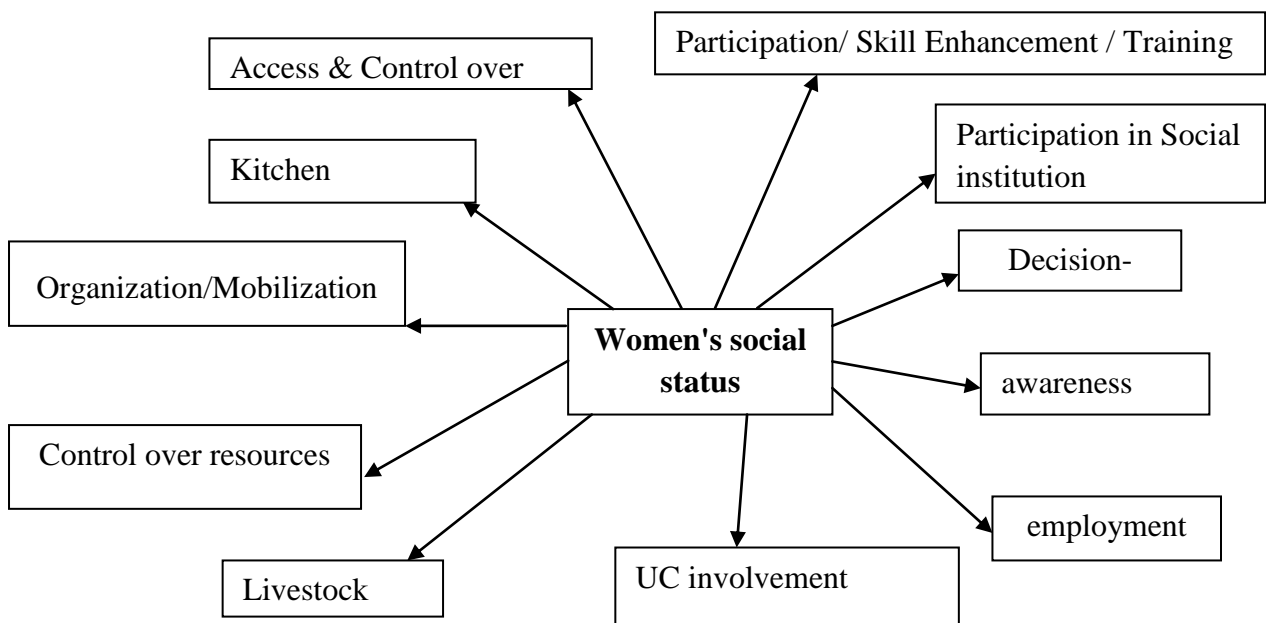 Participation/ Skill Enhancement / Training
Access & Control over
Participation in Social
institution
Kitchen
Decision-
Organization/Mobilization
Women's social
status
awareness
Control over resources
employment
UC involvement
Livestock